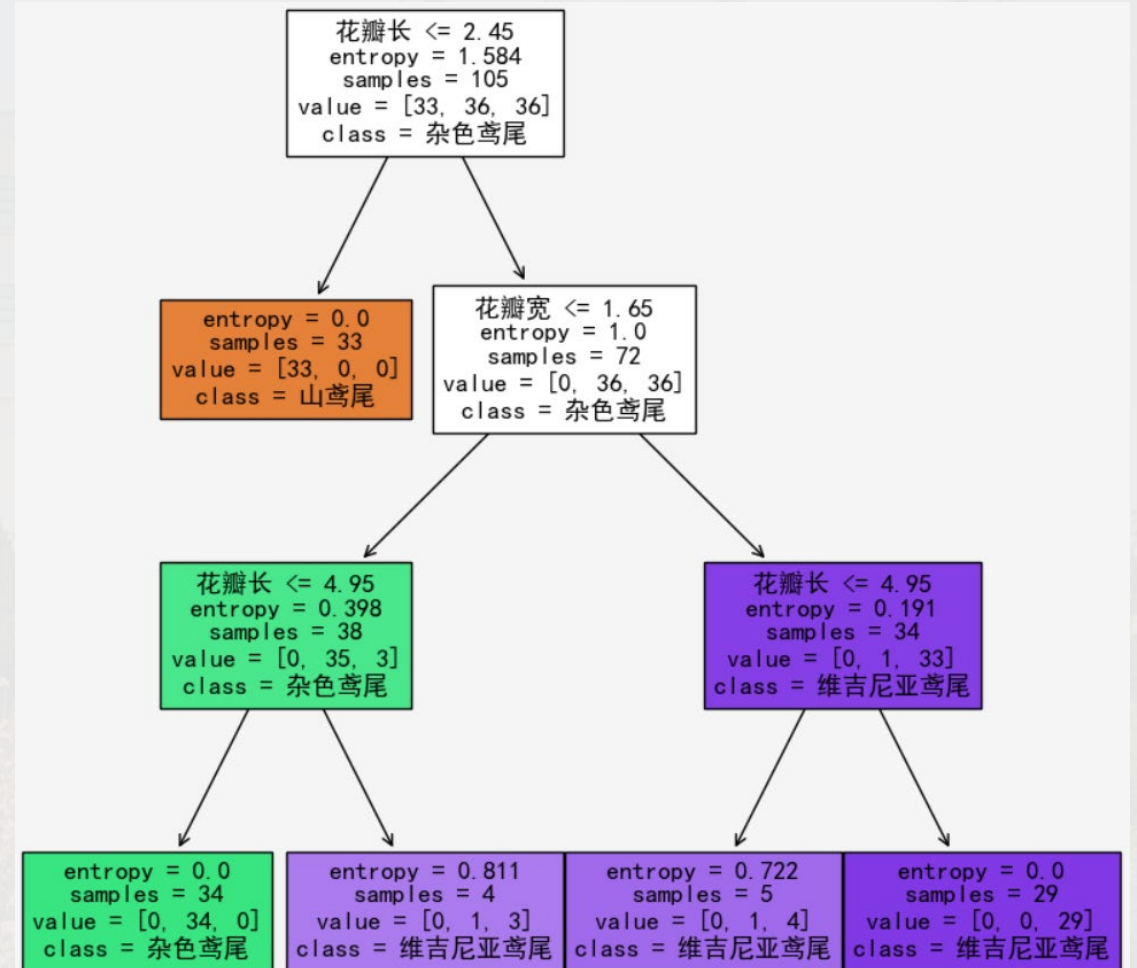 花瓣长 <= 2.45
entropy = 1.584
samples = 105
value = [33, 36, 36]
class = 杂色鸢尾
entropy = 0.0
samples = 33
value = [33, 0, 0]
class = 山鸢尾
花瓣宽 <= 1.65
entropy = 1.0
samples = 72
value = [0, 36, 36]
class = 杂色鸢尾
花瓣长 <= 4.95
entropy = 0.398
samples = 38
value = [0, 35, 3]
class = 杂色鸢尾
花瓣长 <= 4.95
entropy = 0.191
samples = 34
value = [0, 1, 33]
class = 维吉尼亚鸢尾
entropy = 0.0
samples = 34
value = [0, 34, 0]
class = 杂色鸢尾
entropy = 0.811
samples = 4
value = [0, 1, 3]
class = 维吉尼亚鸢尾
entropy = 0.722
samples = 5
value = [0, 1, 4]
class = 维吉尼亚鸢尾
entropy = 0.0
samples = 29
value = [0, 0, 29]
class = 维吉尼亚鸢尾